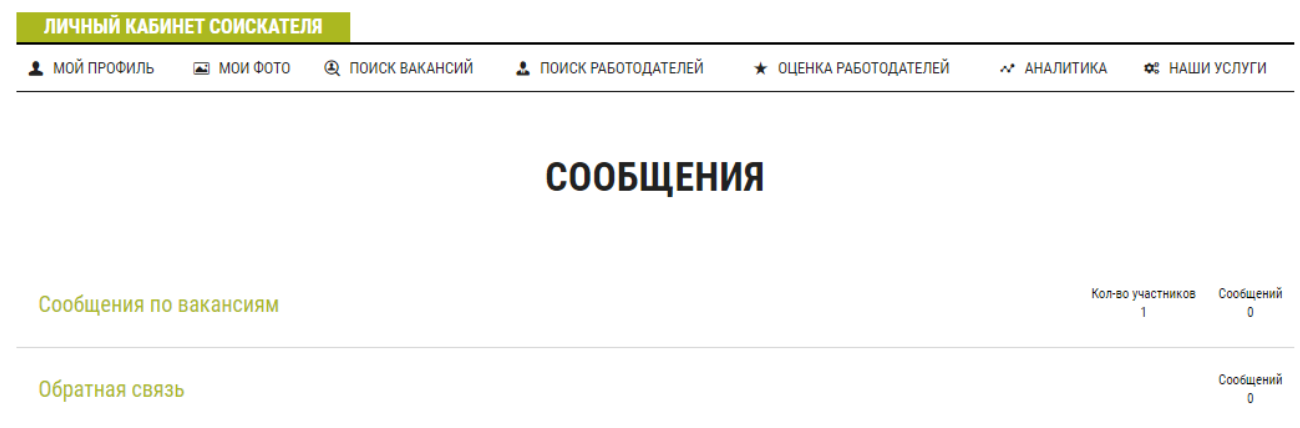 ЛИЧНЫЙ КАБИНЕТ СОИСКАТЕЛЯ
МОЙ ПРОФИЛЬ МОИ ФОТО ПОИСК ВАКАНСИЙ ПОИСК РАБОТОДАТЕЛЕЙ ОЦЕНКА РАБОТОДАТЕЛЕЙ АНАЛИТИКА НАШИ УСЛУГИ
СООБЩЕНИЯ
Сообщения по вакансиям
Кол-во участников Сообщений
1 0
Обратная связь
Сообщений
0